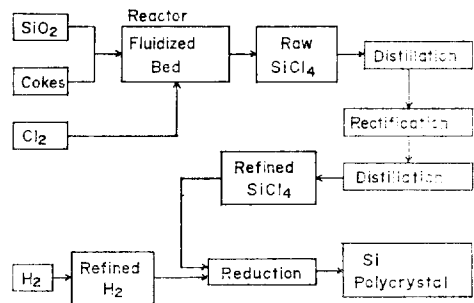 Reactor
SiO2
Fluidized
Bed
Raw
SiCl4
Distillation
Cokes
Cl2
Rectification
Refined
SiCl4
Distillation
H2
Refined
H2
Reduction
Si
Polycrystal